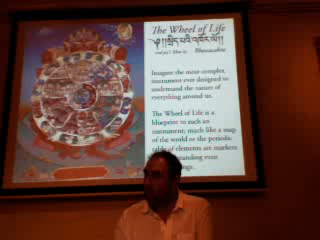 The Wheel of Life
༄།།སྲིད་པའི་འཁོར་ལོ།།
Bhavacakra
Imagine the most complex
instrument ever designed to
understand the nature of
everything around us.
The Wheel of Life is a
blueprint to such an
instrument; much like a map
of the world or the periodic
table of elements are markers